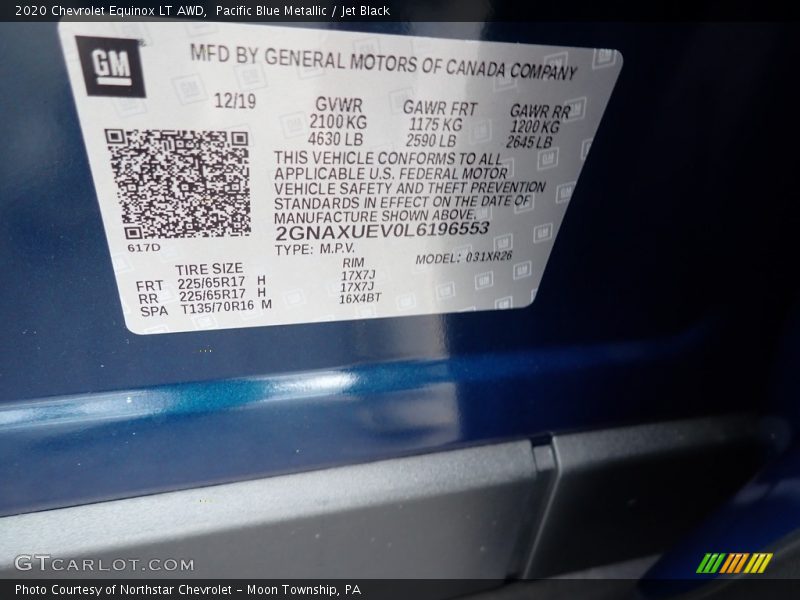 2020 Chevrolet Equinox LT AWD, Pacific Blue Metallic / Jet Black
GM
MFD BY GENERAL MOTORS OF CANADA COMPANY
12/19
GVWR GAWR FRT GAWR RR
2100 KG 1175 KG 1200 KG
4630 LB 2590 LB 2645 LB
THIS VEHICLE CONFORMS TO ALL
APPLICABLE U.S. FEDERAL MOTOR
VEHICLE SAFETY AND THEFT PREVENTION
STANDARDS IN EFFECT ON THE DATE OF
MANUFACTURE SHOWN ABOVE.
2GNAXUEV0L6196553
617D
TYPE: M.P.V. MODEL: 031XR26
TIRE SIZE RIM
FRT 225/65R17 H 17X7J
RR 225/65R17 H 17X7J
SPA T135/70R16 M 16X4BT
GTCARLOT.COM
Photo Courtesy of Northstar Chevrolet - Moon Township, PA